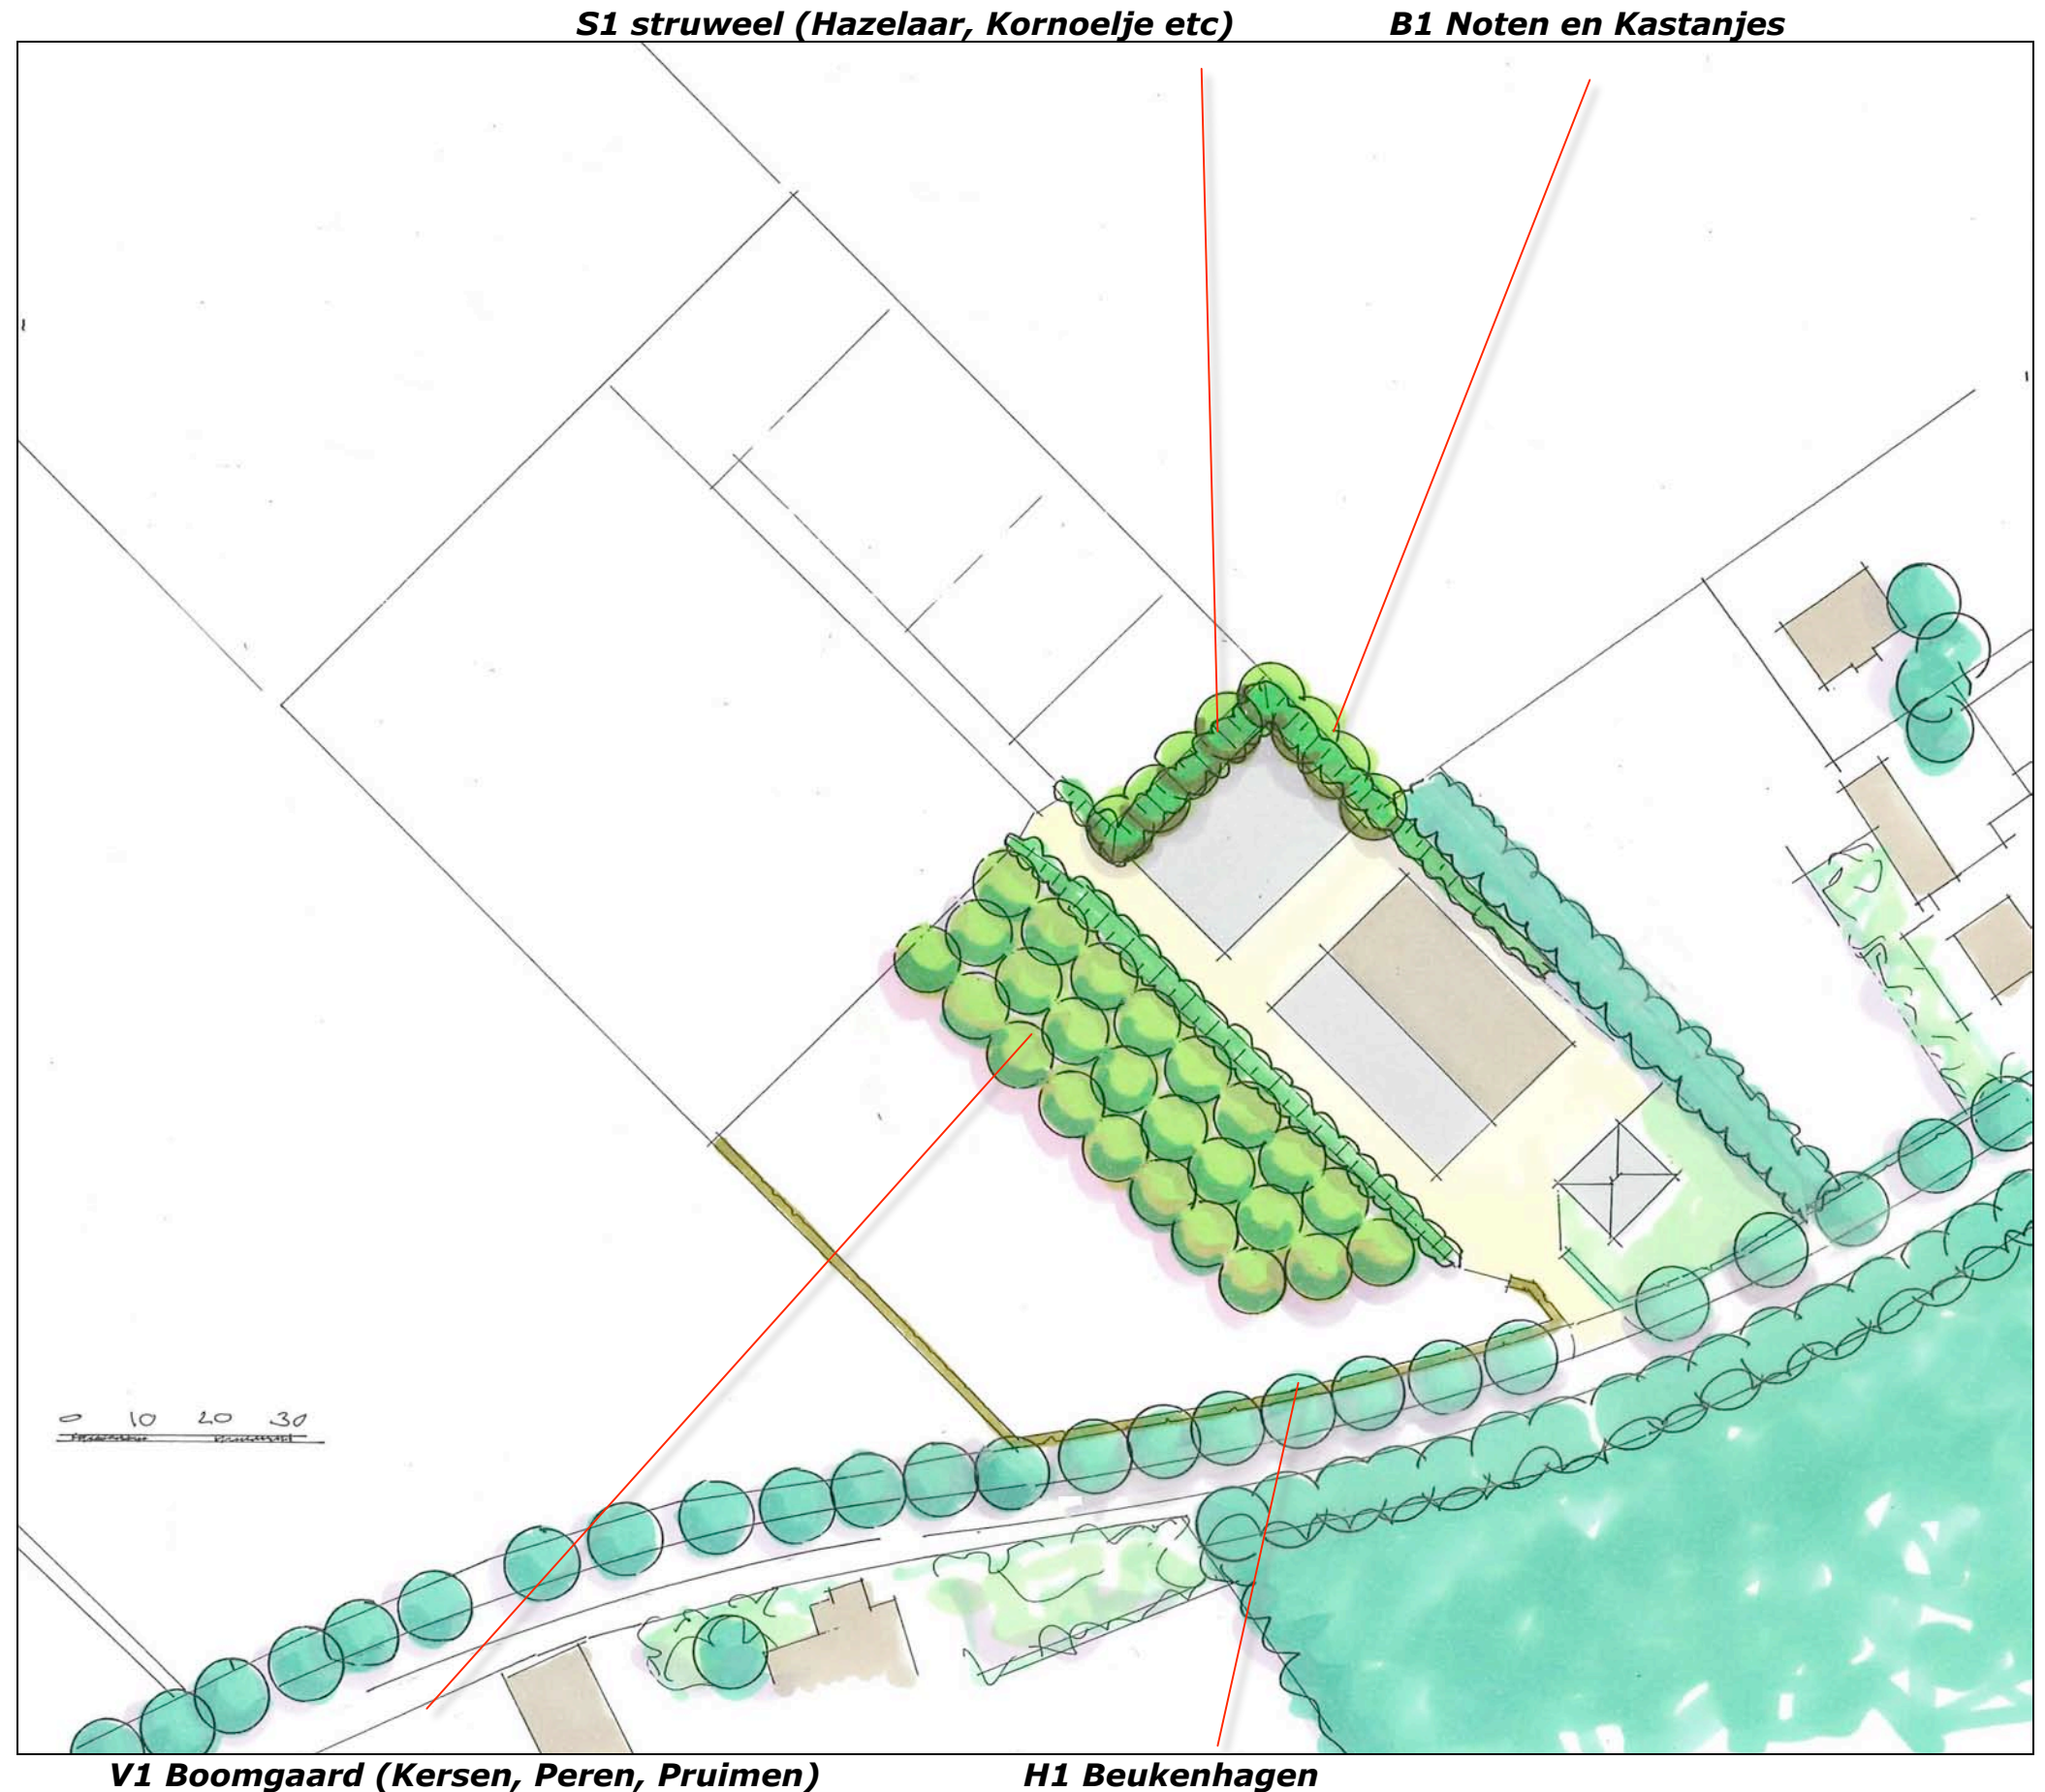 S1 struweel (Hazelaar, Kornoelje etc) B1 Noten en Kastanjes
0 10 20 30
V1 Boomgaard (Kersen, Peren, Pruimen) H1 Beukenhagen